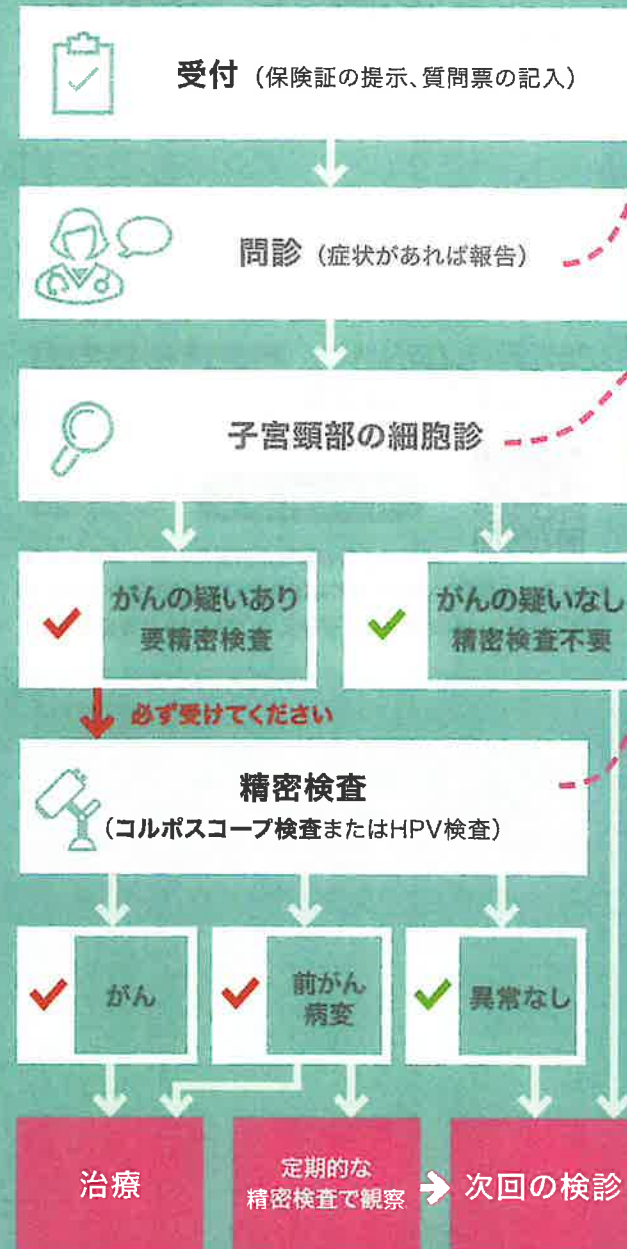 受付（保険証の提示、質問票の記入）
問診（症状があれば報告）
子宮頸部の細胞診
がんの疑いあり
要精密検査
がんの疑いなし
精密検査不要
必ず受けてください
精密検査
（コルポスコープ検査またはHPV検査）
がん
前がん
病変
異常なし
治療
定期的な
精密検査で観察
次回の検診